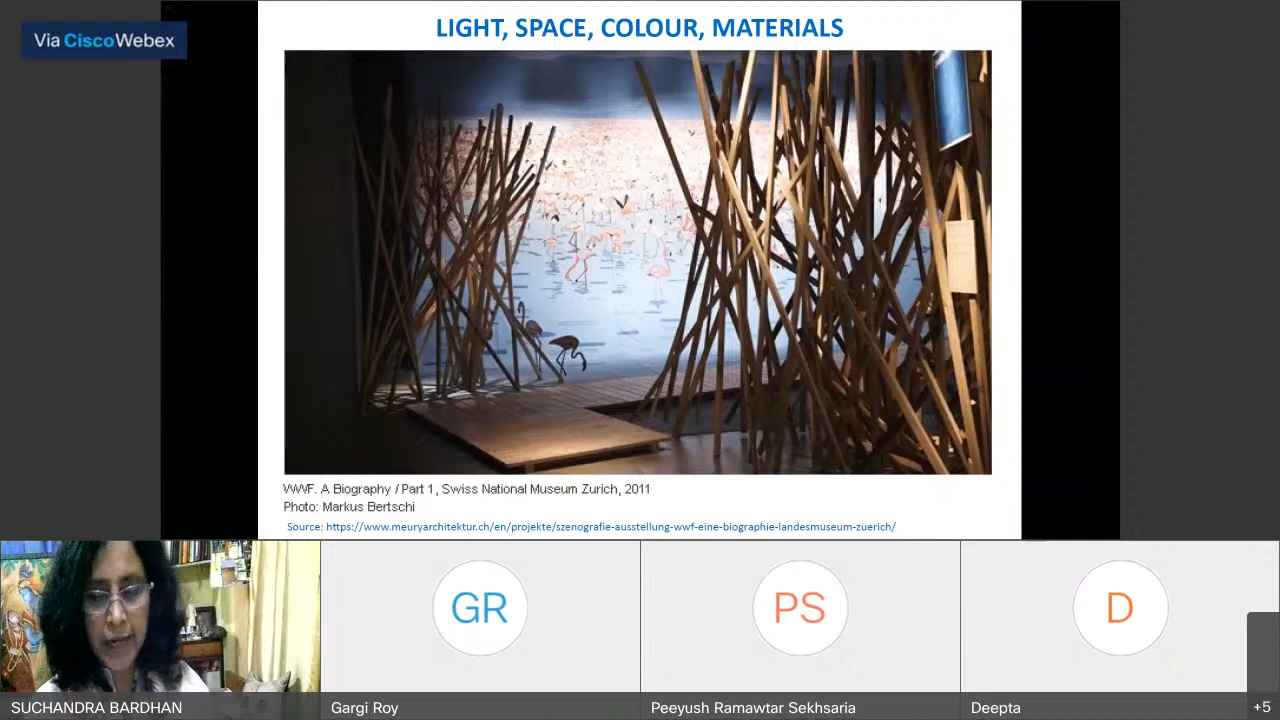 Via Cisco Webex
LIGHT, SPACE, COLOUR, MATERIALS
WWF. A Biography / Part 1, Swiss National Museum Zurich, 2011
Photo: Markus Bertschi
Source: https://www.meuryarchitektur.ch/en/projekte/szenografie-ausstellung-wwf-eine-biographie-landesmuseum-zuerich/
GR
PS
D
SUCHANDRA BARDHAN
Gargi Roy
Peeyush Ramawtar Sekhsaria
Deepta
+5